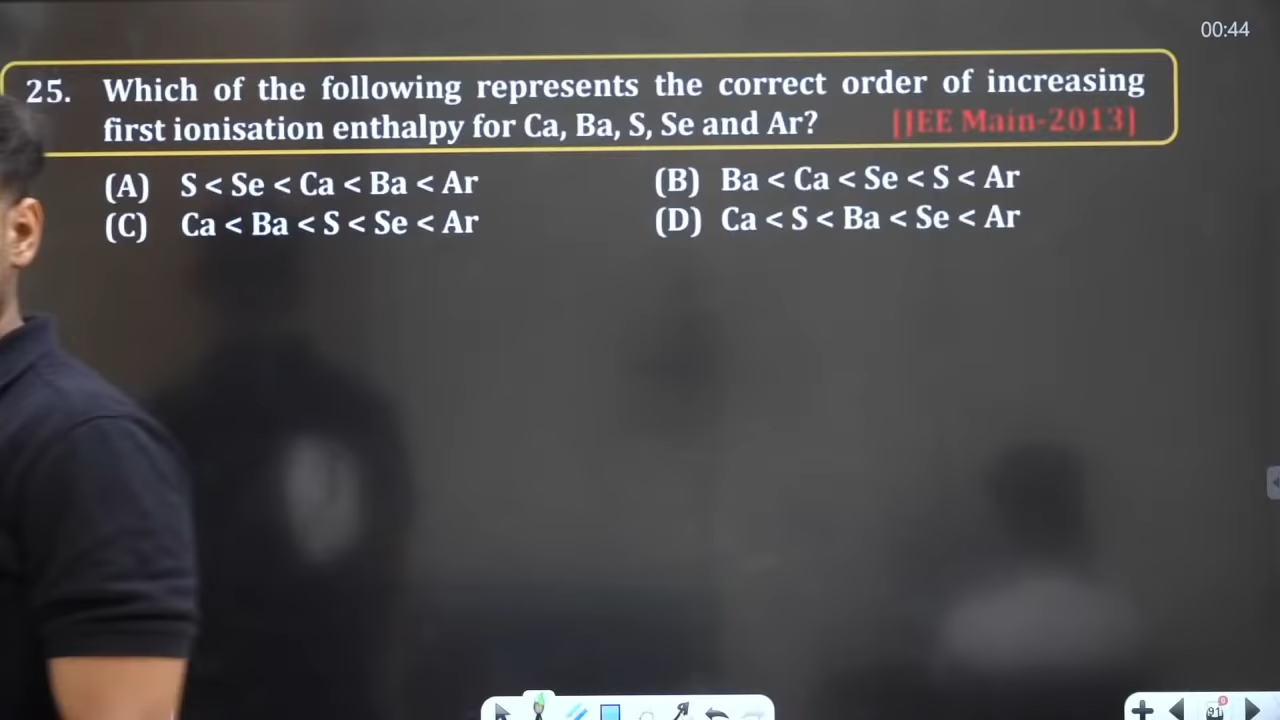 00:44
25. Which of the following represents the correct order of increasing
first ionisation enthalpy for Ca, Ba, S, Se and Ar? [JEE Main-2013]
(A) S < Se < Ca < Ba < Ar (B) Ba < Ca < Se < S < Ar
(C) Ca < Ba < S < Se < Ar (D) Ca < S < Ba < Se < Ar
91